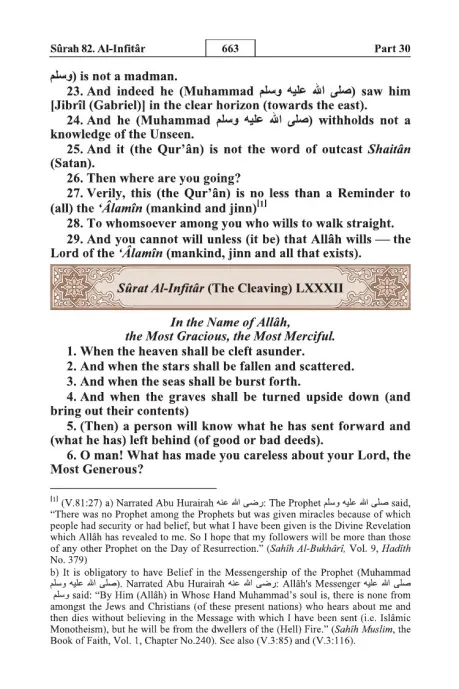 Sûrah 82. Al-Infitâr
663
Part 30
وسلم) is not a madman.
23. And indeed he (Muhammad صلى الله عليه وسلم) saw him
[Jibrîl (Gabriel)] in the clear horizon (towards the east).
24. And he (Muhammad صلى الله عليه وسلم) withholds not a
knowledge of the Unseen.
25. And it (the Qur’ân) is not the word of outcast Shaitân
(Satan).
26. Then where are you going?
27. Verily, this (the Qur’ân) is no less than a Reminder to
(all) the ‘Âlamîn (mankind and jinn)[1]
28. To whomsoever among you who wills to walk straight.
29. And you cannot will unless (it be) that Allâh wills — the
Lord of the ‘Âlamîn (mankind, jinn and all that exists).
Sûrat Al-Infitâr (The Cleaving) LXXXII
In the Name of Allâh,
the Most Gracious, the Most Merciful.
1. When the heaven shall be cleft asunder.
2. And when the stars shall be fallen and scattered.
3. And when the seas shall be burst forth.
4. And when the graves shall be turned upside down (and
bring out their contents)
5. (Then) a person will know what he has sent forward and
(what he has) left behind (of good or bad deeds).
6. O man! What has made you careless about your Lord, the
Most Generous?
[1] (V.81:27) a) Narrated Abu Hurairah رضى الله عنه: The Prophet صلى الله عليه وسلم said,
“There was no Prophet among the Prophets but was given miracles because of which
people had security or had belief, but what I have been given is the Divine Revelation
which Allâh has revealed to me. So I hope that my followers will be more than those
of any other Prophet on the Day of Resurrection.” (Sahîh Al-Bukhârî, Vol. 9, Hadîth
No. 379)
b) It is obligatory to have Belief in the Messengership of the Prophet (Muhammad
صلى الله عليه وسلم). Narrated Abu Hurairah رضى الله عنه: Allâh's Messenger صلى الله عليه
وسلم said: “By Him (Allâh) in Whose Hand Muhammad’s soul is, there is none from
amongst the Jews and Christians (of these present nations) who hears about me and
then dies without believing in the Message with which I have been sent (i.e. Islâmic
Monotheism), but he will be from the dwellers of the (Hell) Fire.” (Sahîh Muslim, the
Book of Faith, Vol. 1, Chapter No.240). See also (V.3:85) and (V.3:116).